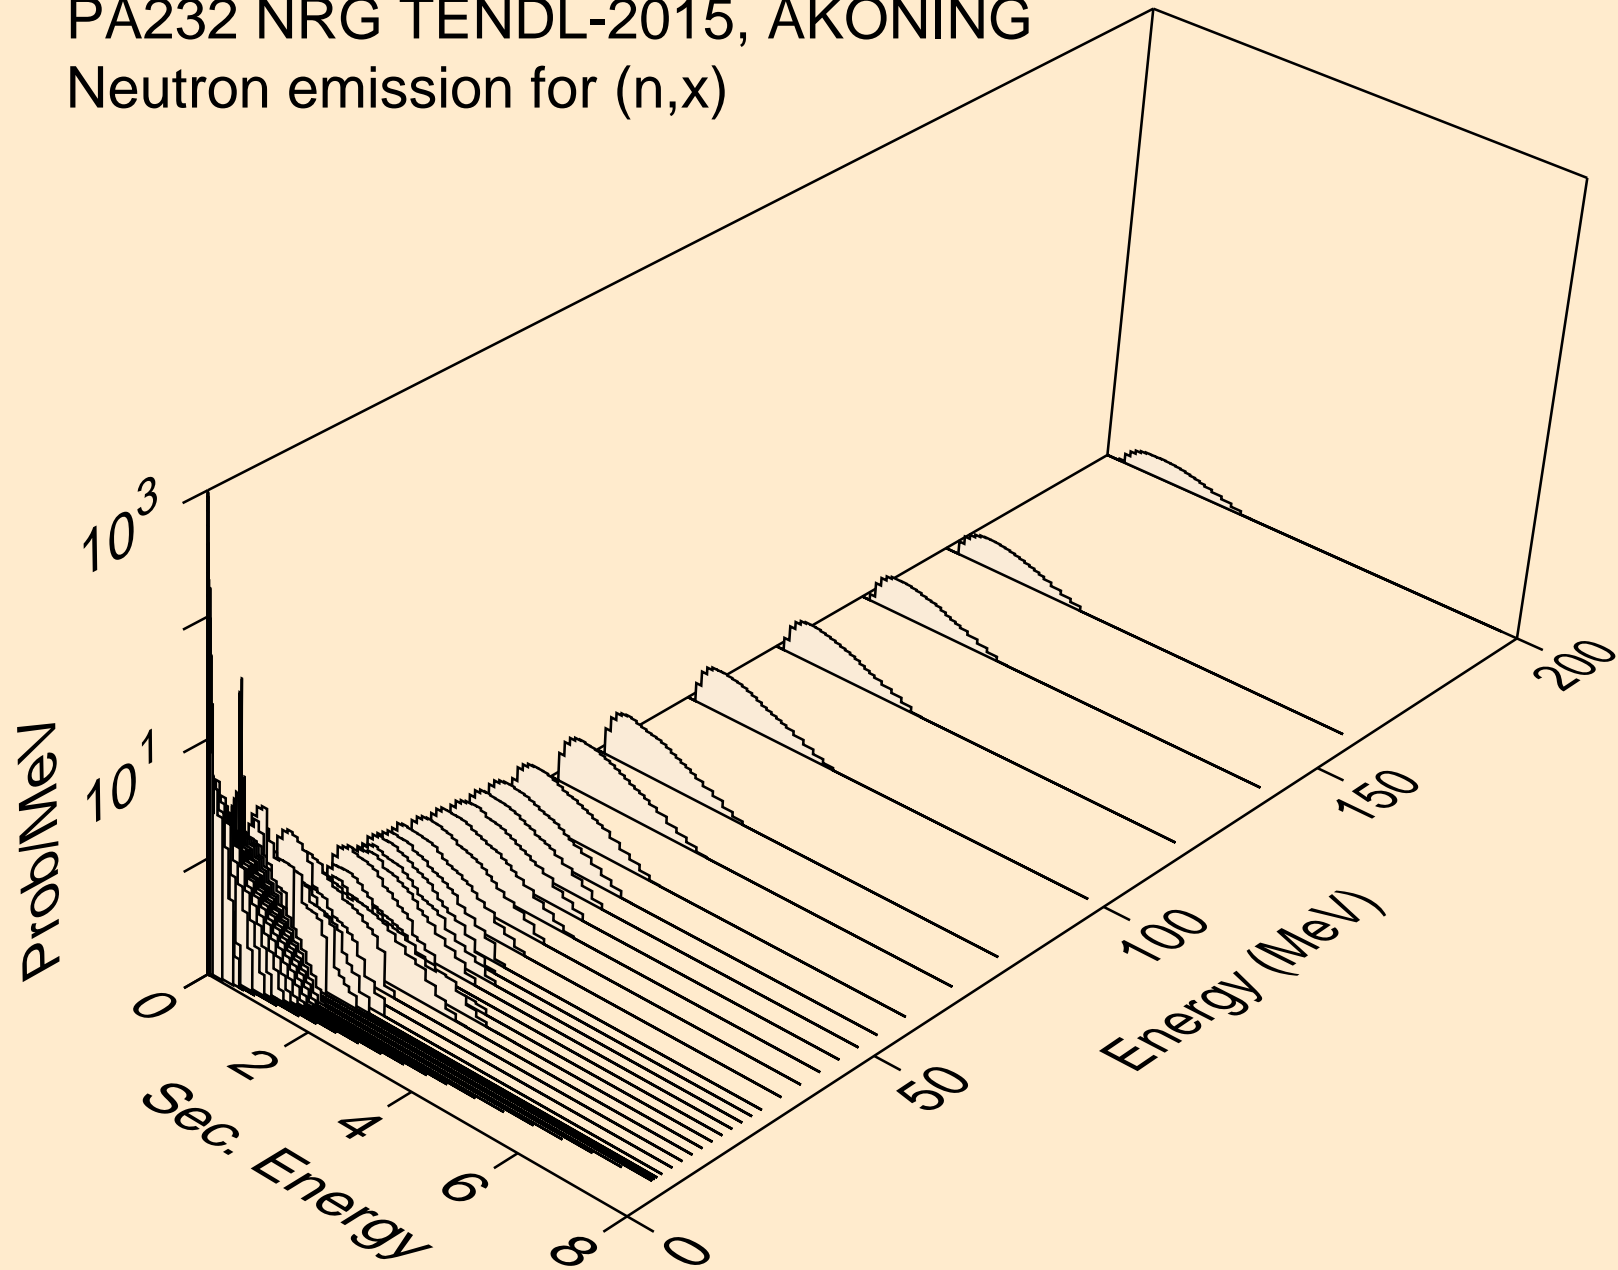 PA232 NRG TENDL-2015, AKONING
Neutron emission for (n,x)
10^3
10^1
Prob/MeV
0
2
4
6
8
Sec. Energy
0
50
100
150
200
Energy (MeV)